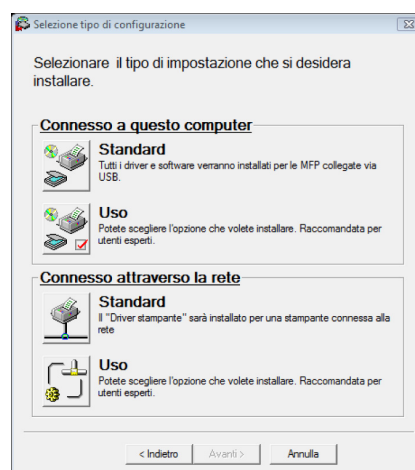 Selezione tipo di configurazione
Selezionare il tipo di impostazione che si desidera
installare.
Connesso a questo computer
Standard
Tutti i driver e software verranno installati per le MFP collegate via
USB.
Uso
Potete scegliere l'opzione che volete installare. Raccomandata per
utenti esperti.
Connesso attraverso la rete
Standard
Il "Driver stampante" sarà installato per una stampante connessa alla
rete
Uso
Potete scegliere l'opzione che volete installare. Raccomandata per
utenti esperti.
< Indietro Avanti > Annulla